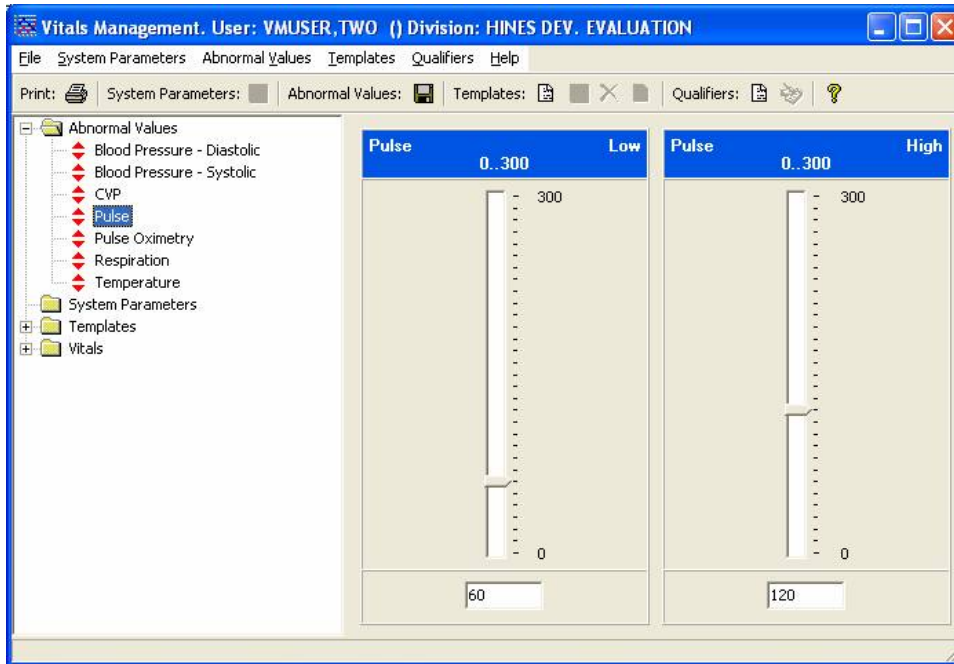 Vitals Management. User: VMUSER,TWO () Division: HINES DEV. EVALUATION
File System Parameters Abnormal Values Templates Qualifiers Help
Print: System Parameters: Abnormal Values: Templates: Qualifiers:
Abnormal Values
Blood Pressure - Diastolic
Blood Pressure - Systolic
CVP
Pulse
Pulse Oximetry
Respiration
Temperature
System Parameters
Templates
Vitals
Pulse Low
0..300
300
0
60
Pulse High
0..300
300
0
120